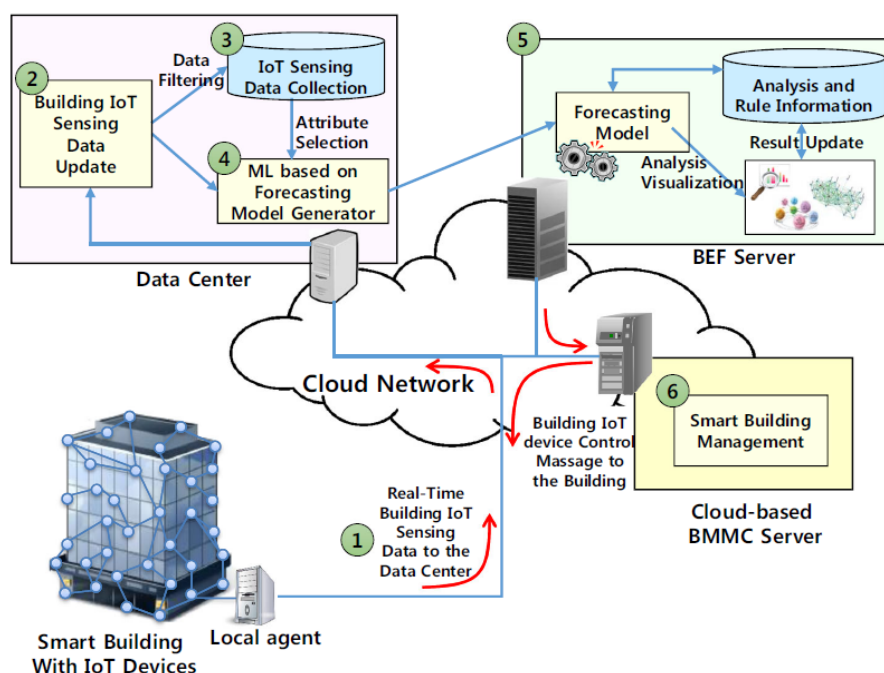 3
Data
Filtering
IoT Sensing
Data Collection
2
Building IoT
Sensing
Data
Update
Attribute
Selection
4
ML based on
Forecasting
Model Generator
Data Center
5
Analysis and
Rule Information
Forecasting
Model
Result Update
Analysis
Visualization
BEF Server
Cloud Network
6
Smart Building
Management
Building IoT
device Control
Massage to
the Building
Cloud-based
BMMC Server
1
Real-Time
Building IoT
Sensing
Data to the
Data Center
Local agent
Smart Building
With IoT Devices